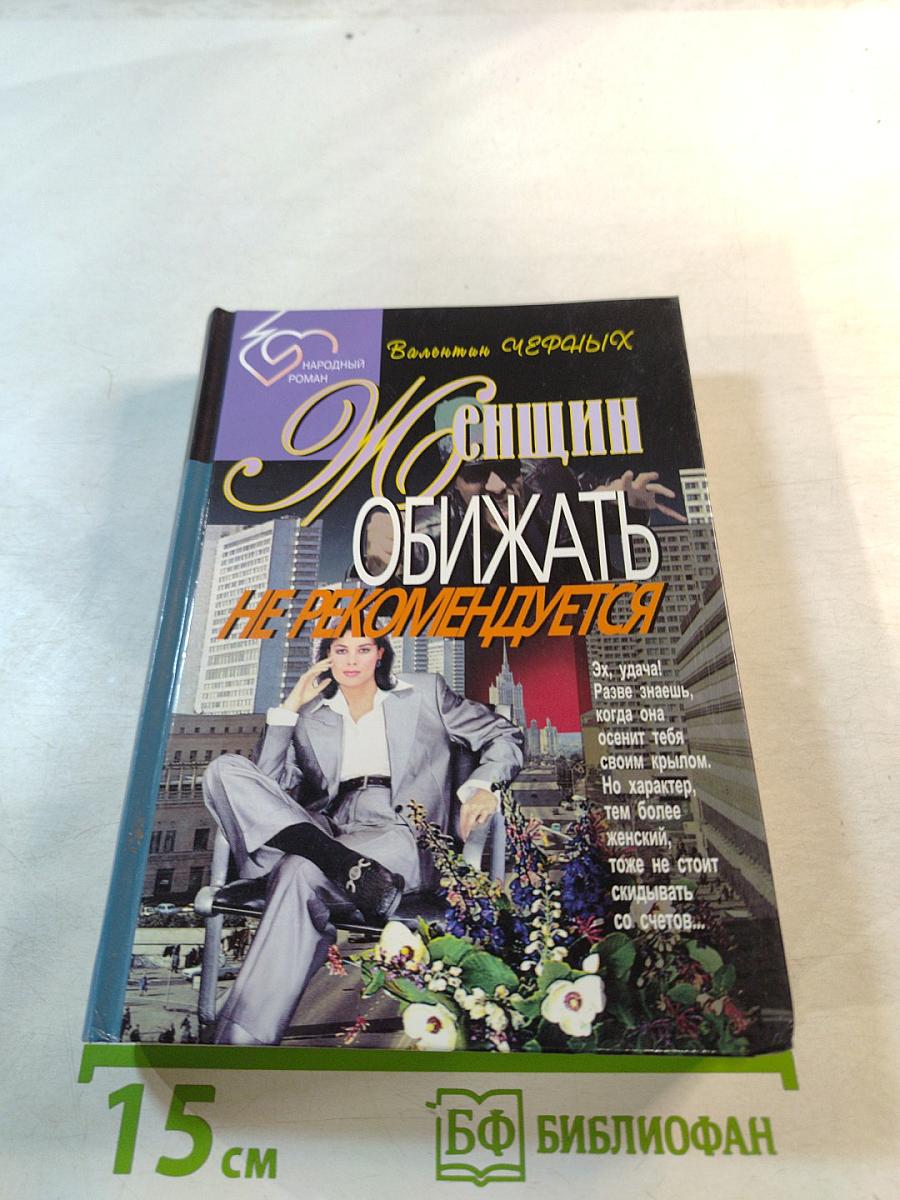 НАРОДНЫЙ
РОМАН
Валентин ЧЕРНЫХ
Женщин
ОБИЖАТЬ
НЕ РЕКОМЕНДУЕТСЯ
Эх, удача!
Разве знаешь,
когда она
осенит тебя
своим крылом.
Но характер,
тем более
женский,
тоже не стоит
скидывать
со счетов...
15 см
БФ БИБЛИОФАН